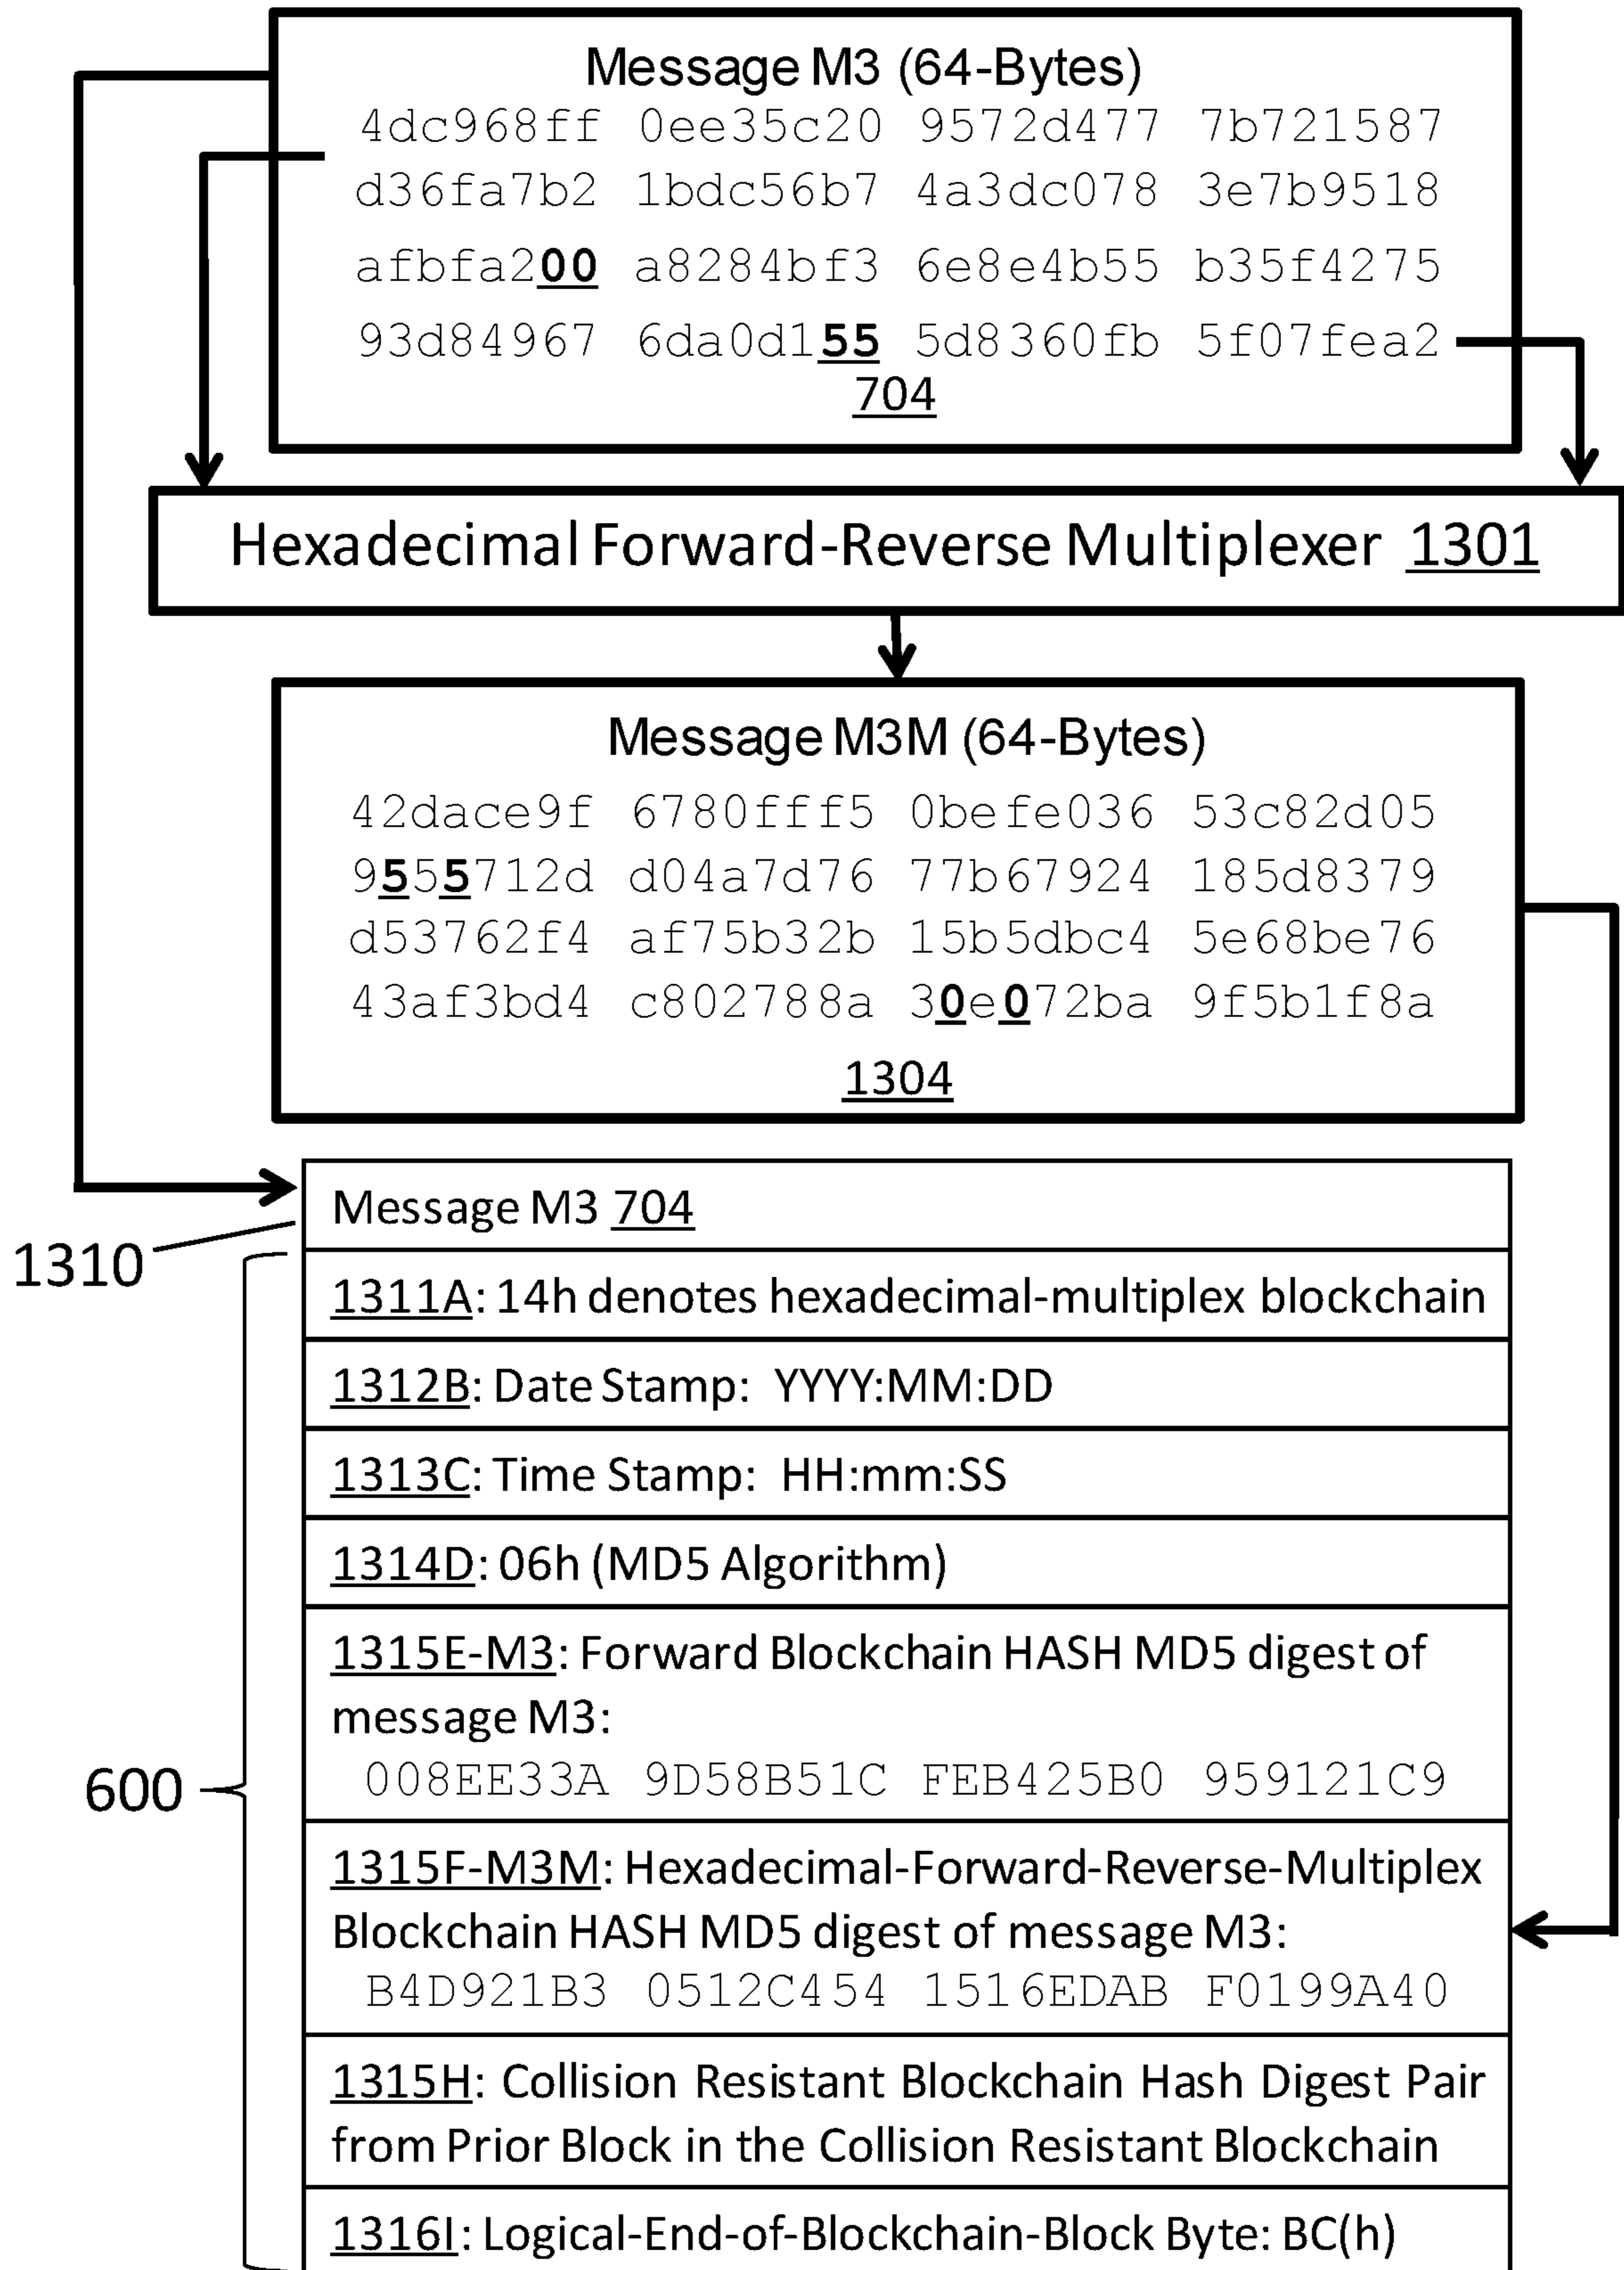 Message M3 (64-Bytes)
4dc968ff 0ee35c20 9572d477 7b721587
d36fa7b2 1bdc56b7 4a3dc078 3e7b9518
afbfa200 a8284bf3 6e8e4b55 b35f4275
93d84967 6da0d155 5d8360fb 5f07fea2
704
Hexadecimal Forward-Reverse Multiplexer 1301
Message M3M (64-Bytes)
42dace9f 6780fff5 0befe036 53c82d05
9555712d d04a7d76 77b67924 185d8379
d53762f4 af75b32b 15b5dbc4 5e68be76
43af3bd4 c802788a 30e072ba 9f5b1f8a
1304
Message M3 704
1310
1311A: 14h denotes hexadecimal-multiplex blockchain
1312B: Date Stamp: YYYY:MM:DD
1313C: Time Stamp: HH:mm:SS
1314D: 06h (MD5 Algorithm)
1315E-M3: Forward Blockchain HASH MD5 digest of
message M3:
008EE33A 9D58B51C FEB425B0 959121C9
600
1315F-M3M: Hexadecimal-Forward-Reverse-Multiplex
Blockchain HASH MD5 digest of message M3:
B4D921B3 0512C454 1516EDAB F0199A40
1315H: Collision Resistant Blockchain Hash Digest Pair
from Prior Block in the Collision Resistant Blockchain
1316I: Logical-End-of-Blockchain-Block Byte: BC(h)